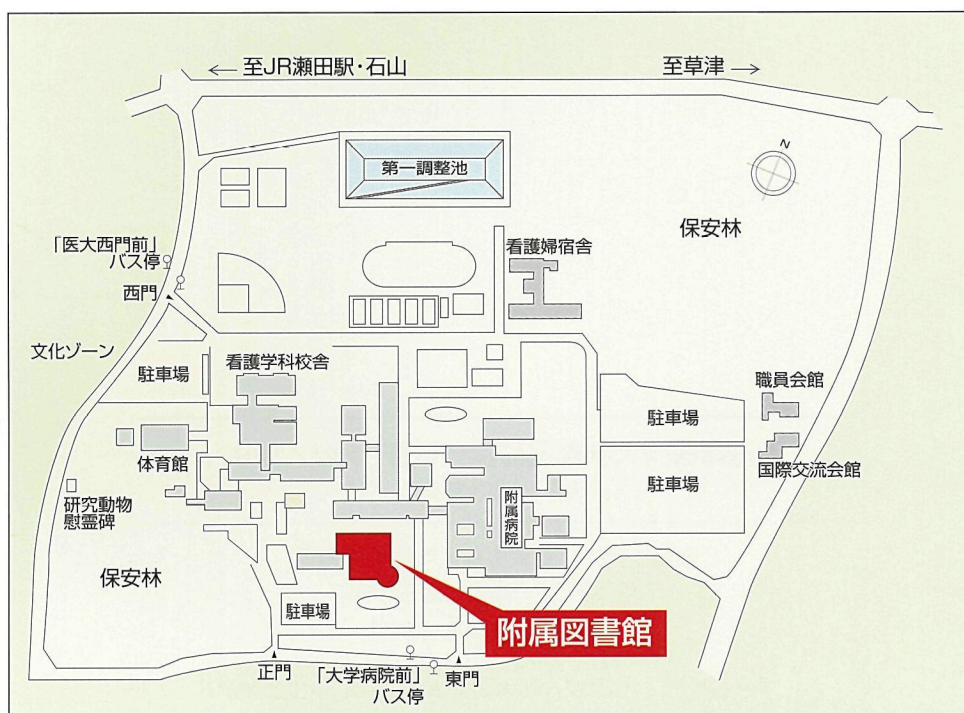 ← 至JR瀬田駅・石山
至草津 →
N
第一調整池
保安林
看護婦宿舎
「医大西門前」
バス停
西門
文化ゾーン
駐車場
看護学科校舎
職員会館
駐車場
体育館
国際交流会館
駐車場
研究動物
慰霊碑
附属病院
保安林
駐車場
附属図書館
正門
「大学病院前」
バス停
東門